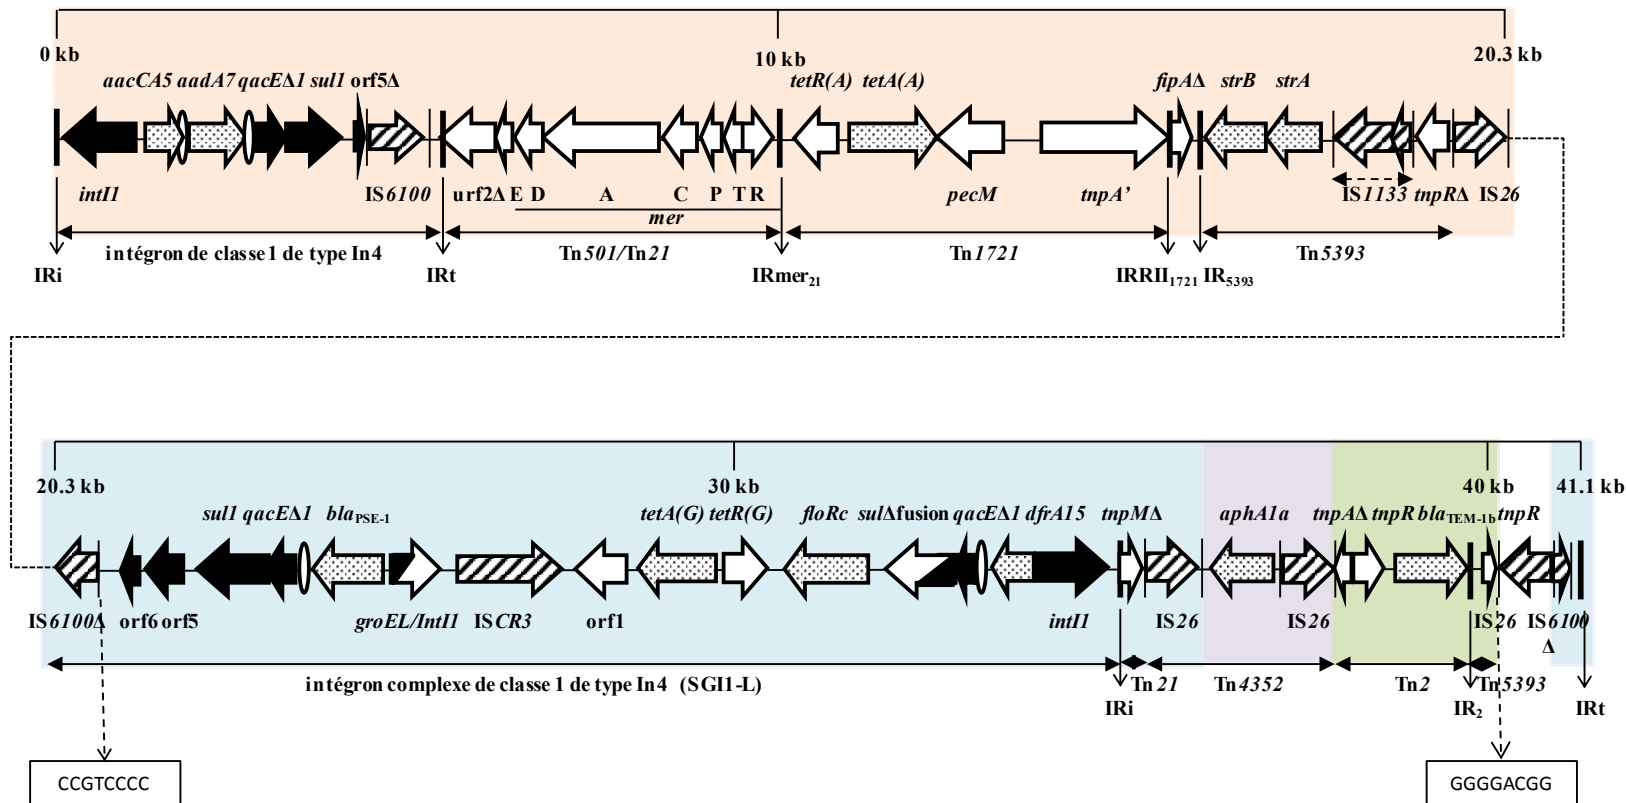 0 kb 10 kb 20.3 kb
aacCA5 aadA7 qacEΔ1 sul1 orf5Δ tetR(A) tetA(A) fipAΔ strB strA
intI1 IS6100 urf2Δ E D A C P T R pecM tnpA’ IS1133 tnpRΔ IS26
mer
intégron de classe 1 de type In4 Tn501/Tn21 Tn1721 Tn5393
IRi IRt IRmer21 IRRII1721 IR5393
20.3 kb 30 kb 40 kb 41.1 kb
sul1 qacEΔ1 blaPSE-1 tetA(G) tetR(G) floRc sulΔfusion qacEΔ1 dfrA15 tnpMΔ aphA1a tnpAΔ tnpR blaTEM-1b tnpR
IS6100Δ orf6 orf5 groEL/IntI1 ISCR3 orf1 intI1 IS26 IS26 IS26 IS6100
Δ
intégron complexe de classe 1 de type In4 (SGI1-L) Tn21 Tn4352 Tn2 Tn5393
IRi IR2 IRt
CCGTCCCC GGGGACGG